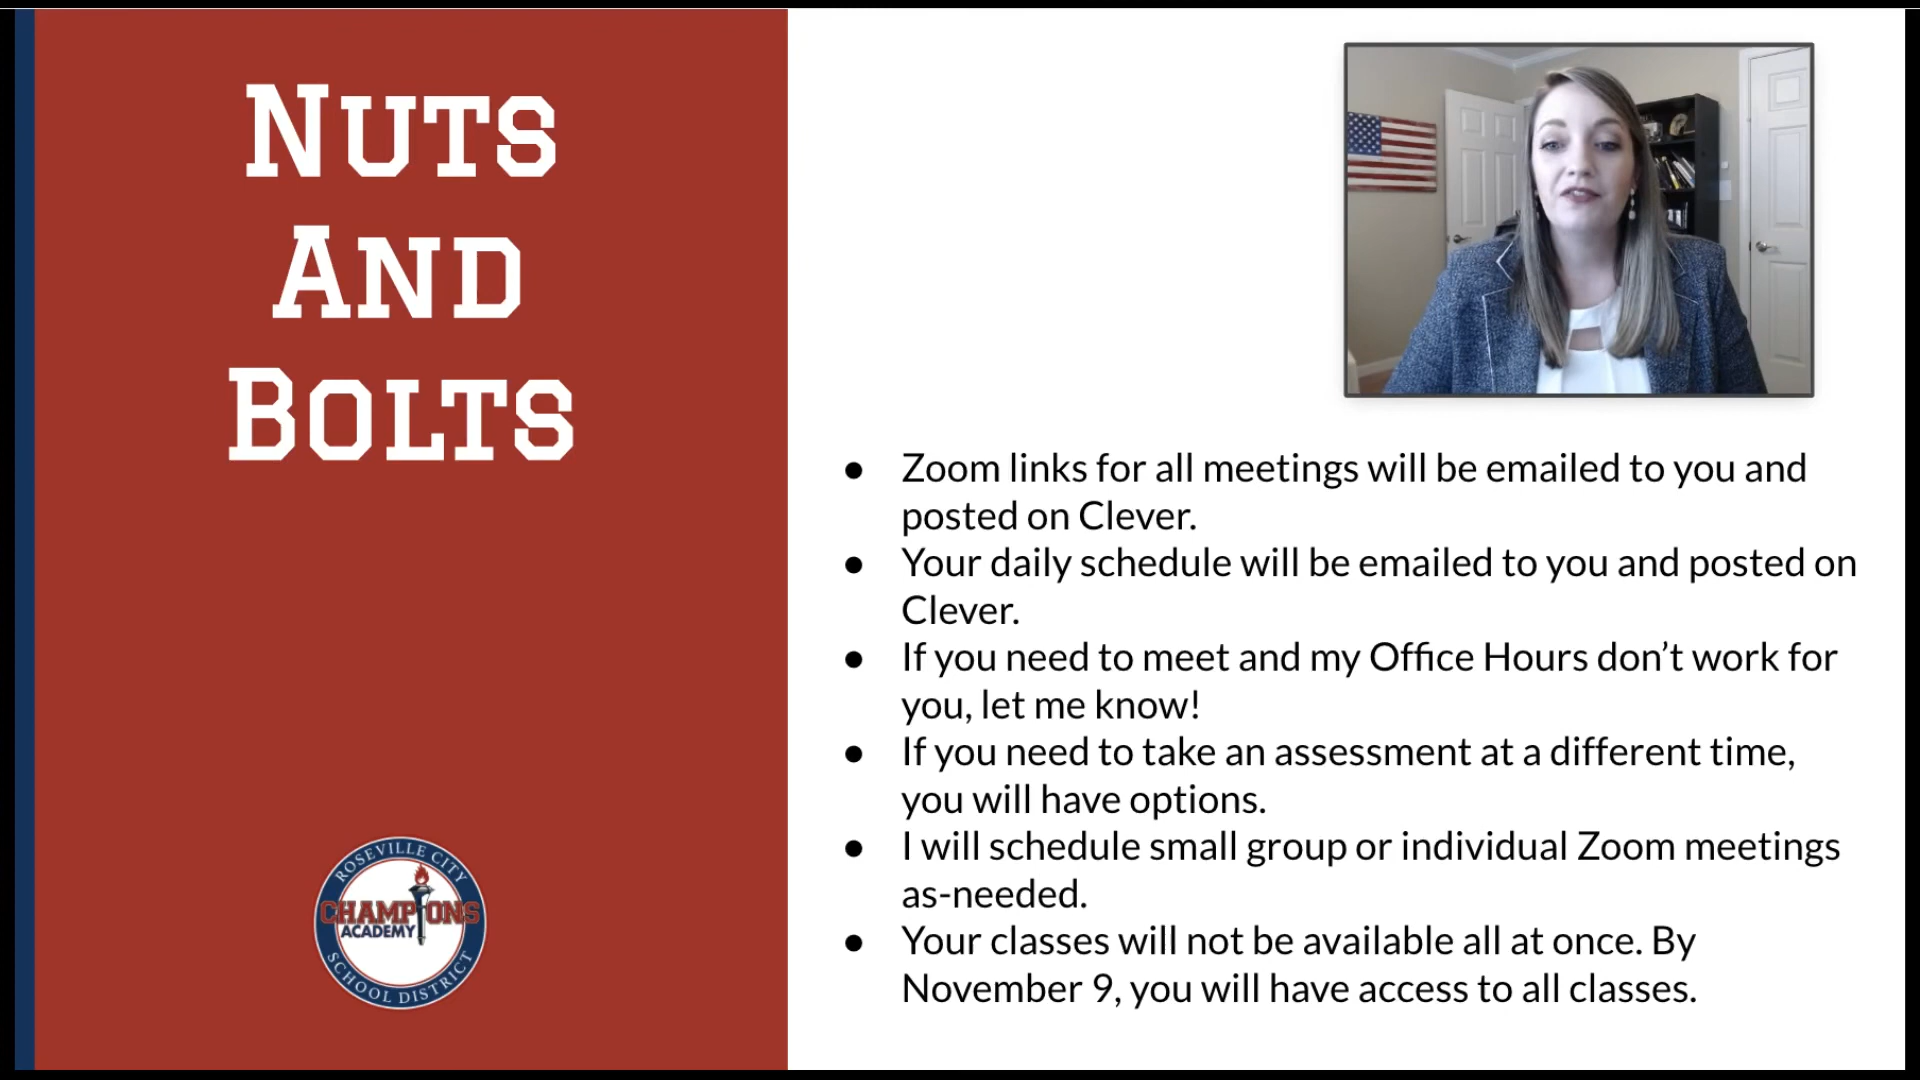 NUTS
AND
BOLTS
Zoom links for all meetings will be emailed to you and
posted on Clever.
Your daily schedule will be emailed to you and posted on
Clever.
If you need to meet and my Office Hours don’t work for
you, let me know!
If you need to take an assessment at a different time,
you will have options.
I will schedule small group or individual Zoom meetings
as-needed.
Your classes will not be available all at once. By
November 9, you will have access to all classes.
ROSEVILLE CITY
CHAMPIONS
ACADEMY
SCHOOL DISTRICT